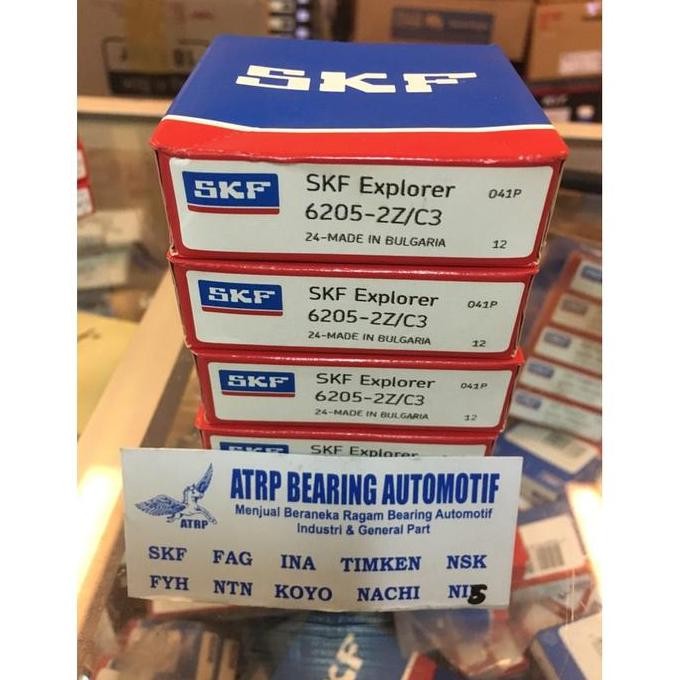 SKF
SKF
SKF Explorer
041P
6205-2Z/C3
24-MADE IN BULGARIA
12
SKF
SKF Explorer
041P
6205-2Z/C3
24-MADE IN BULGARIA
12
SKF
SKF Explorer
041P
6205-2Z/C3
24-MADE IN BULGARIA
12
SKF
SKF Explorer
ATRP BEARING AUTOMOTIF
Menjual Beraneka Ragam Bearing Automotif
Industri & General Part
ATRP
SKF FAG INA TIMKEN NSK
FYH NTN KOYO NACHI NIS
SKF